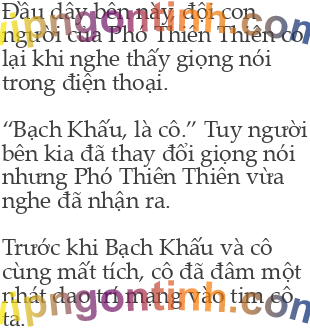 Đầu dây bên này, đôi con
người của Phó Thiên Thiên co
lại khi nghe thấy giọng nói
trong điện thoại.
“Bạch Khấu, là cô.” Tuy người
bên kia đã thay đổi giọng nói
nhưng Phó Thiên Thiên vừa
nghe đã nhận ra.
Trước khi Bạch Khấu và cô
cùng mất tích, cô đã đâm một
nhát dao trí mạng vào tim cô
ta.
vipngontinh.com
vipngontinh.com